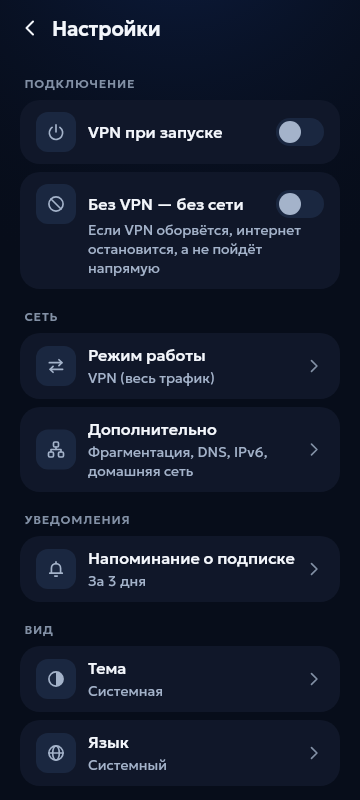 Настройки
ПОДКЛЮЧЕНИЕ
VPN при запуске
Без VPN — без сети
Если VPN оборвётся, интернет
остановится, а не пойдёт
напрямую
СЕТЬ
Режим работы
VPN (весь трафик)
Дополнительно
Фрагментация, DNS, IPv6,
домашняя сеть
УВЕДОМЛЕНИЯ
Напоминание о подписке
За 3 дня
ВИД
Тема
Системная
Язык
Системный